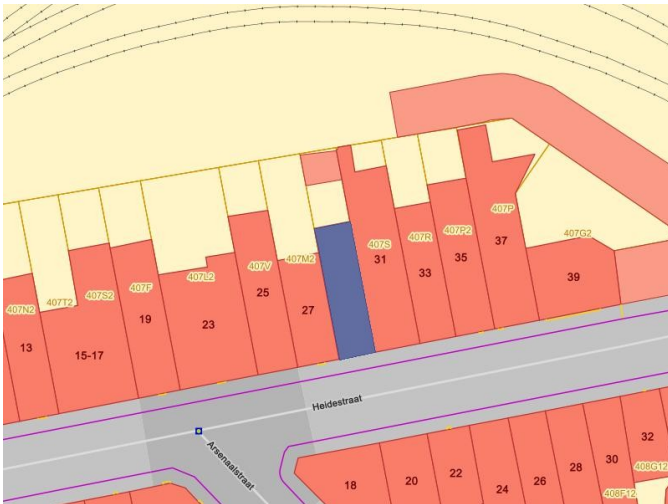 407N2
407T2
407S2
407F
407L2
407V
407M2
407S
407R
407P2
407P
407G2
13
15-17
19
23
25
27
31
33
35
37
39
Heidestraat
Arsenaalstraat
18
20
22
24
26
28
30
32
408G12
408F12